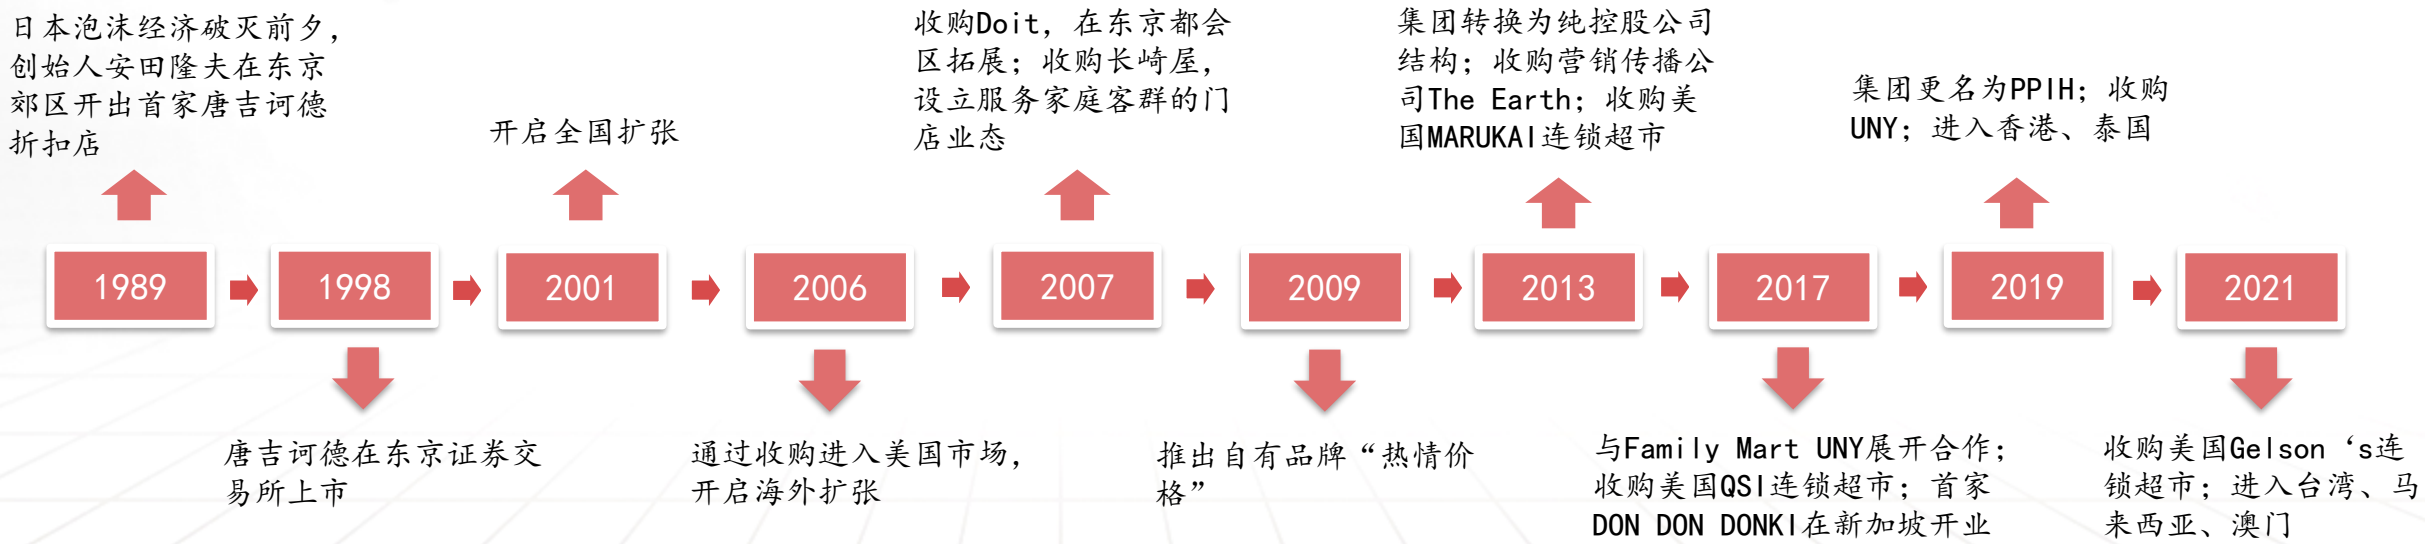 日本泡沫经济破灭前夕，
创始人安田隆夫在东京
郊区开出首家唐吉诃德
折扣店
开启全国扩张
收购Doit，在东京都会
区拓展；收购长崎屋，
设立服务家庭客群的门
店业态
集团转换为纯控股公司
结构；收购营销传播公
司The Earth；收购美
国MARUKAI连锁超市
集团更名为PPIH；收购
UNY；进入香港、泰国
1989
1998
2001
2006
2007
2009
2013
2017
2019
2021
唐吉诃德在东京证券交
易所上市
通过收购进入美国市场，
开启海外扩张
推出自有品牌“热情价
格”
与Family Mart UNY展开合作；
收购美国QSI连锁超市；首家
DON DON DONKI在新加坡开业
收购美国Gelson‘s连
锁超市；进入台湾、马
来西亚、澳门